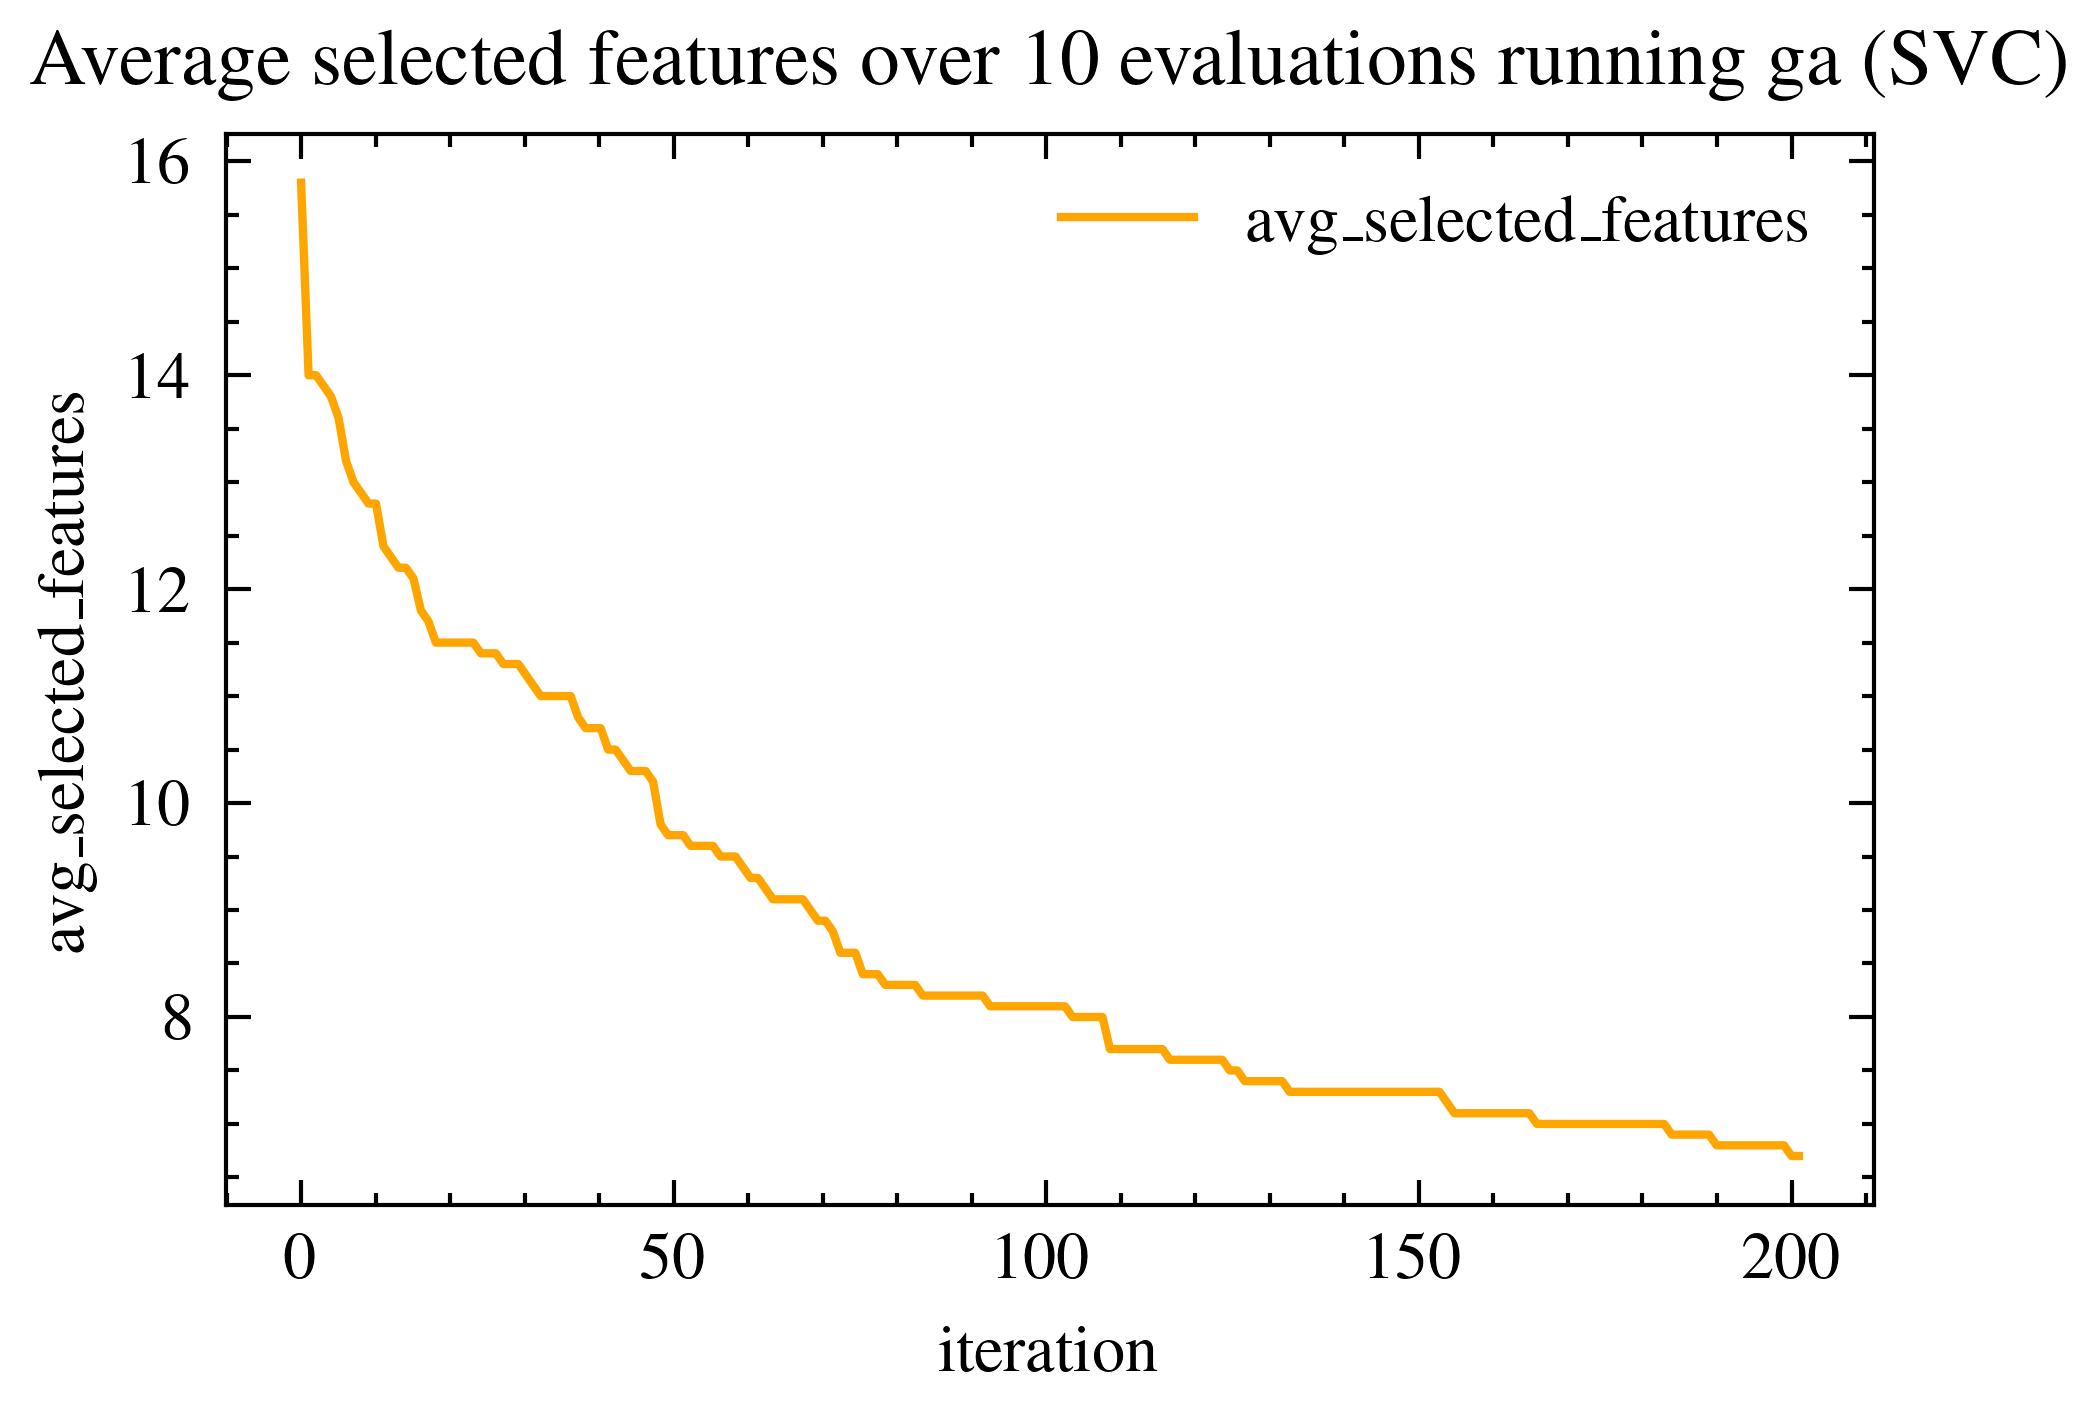 Average selected features over 10 evaluations running ga (SVC)
avg_selected_features
16
14
12
10
8
avg_selected_features
0 50 100 150 200
iteration